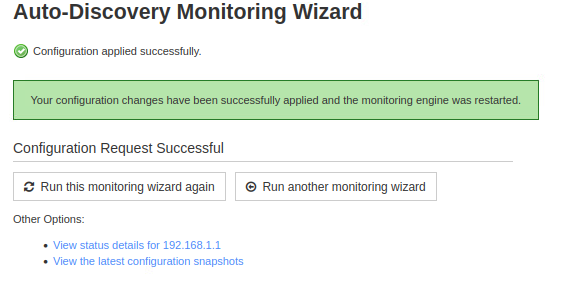 Auto-Discovery Monitoring Wizard
Configuration applied successfully.
Your configuration changes have been successfully applied and the monitoring engine was restarted.
Configuration Request Successful
Run this monitoring wizard again
Run another monitoring wizard
Other Options:
View status details for 192.168.1.1
View the latest configuration snapshots